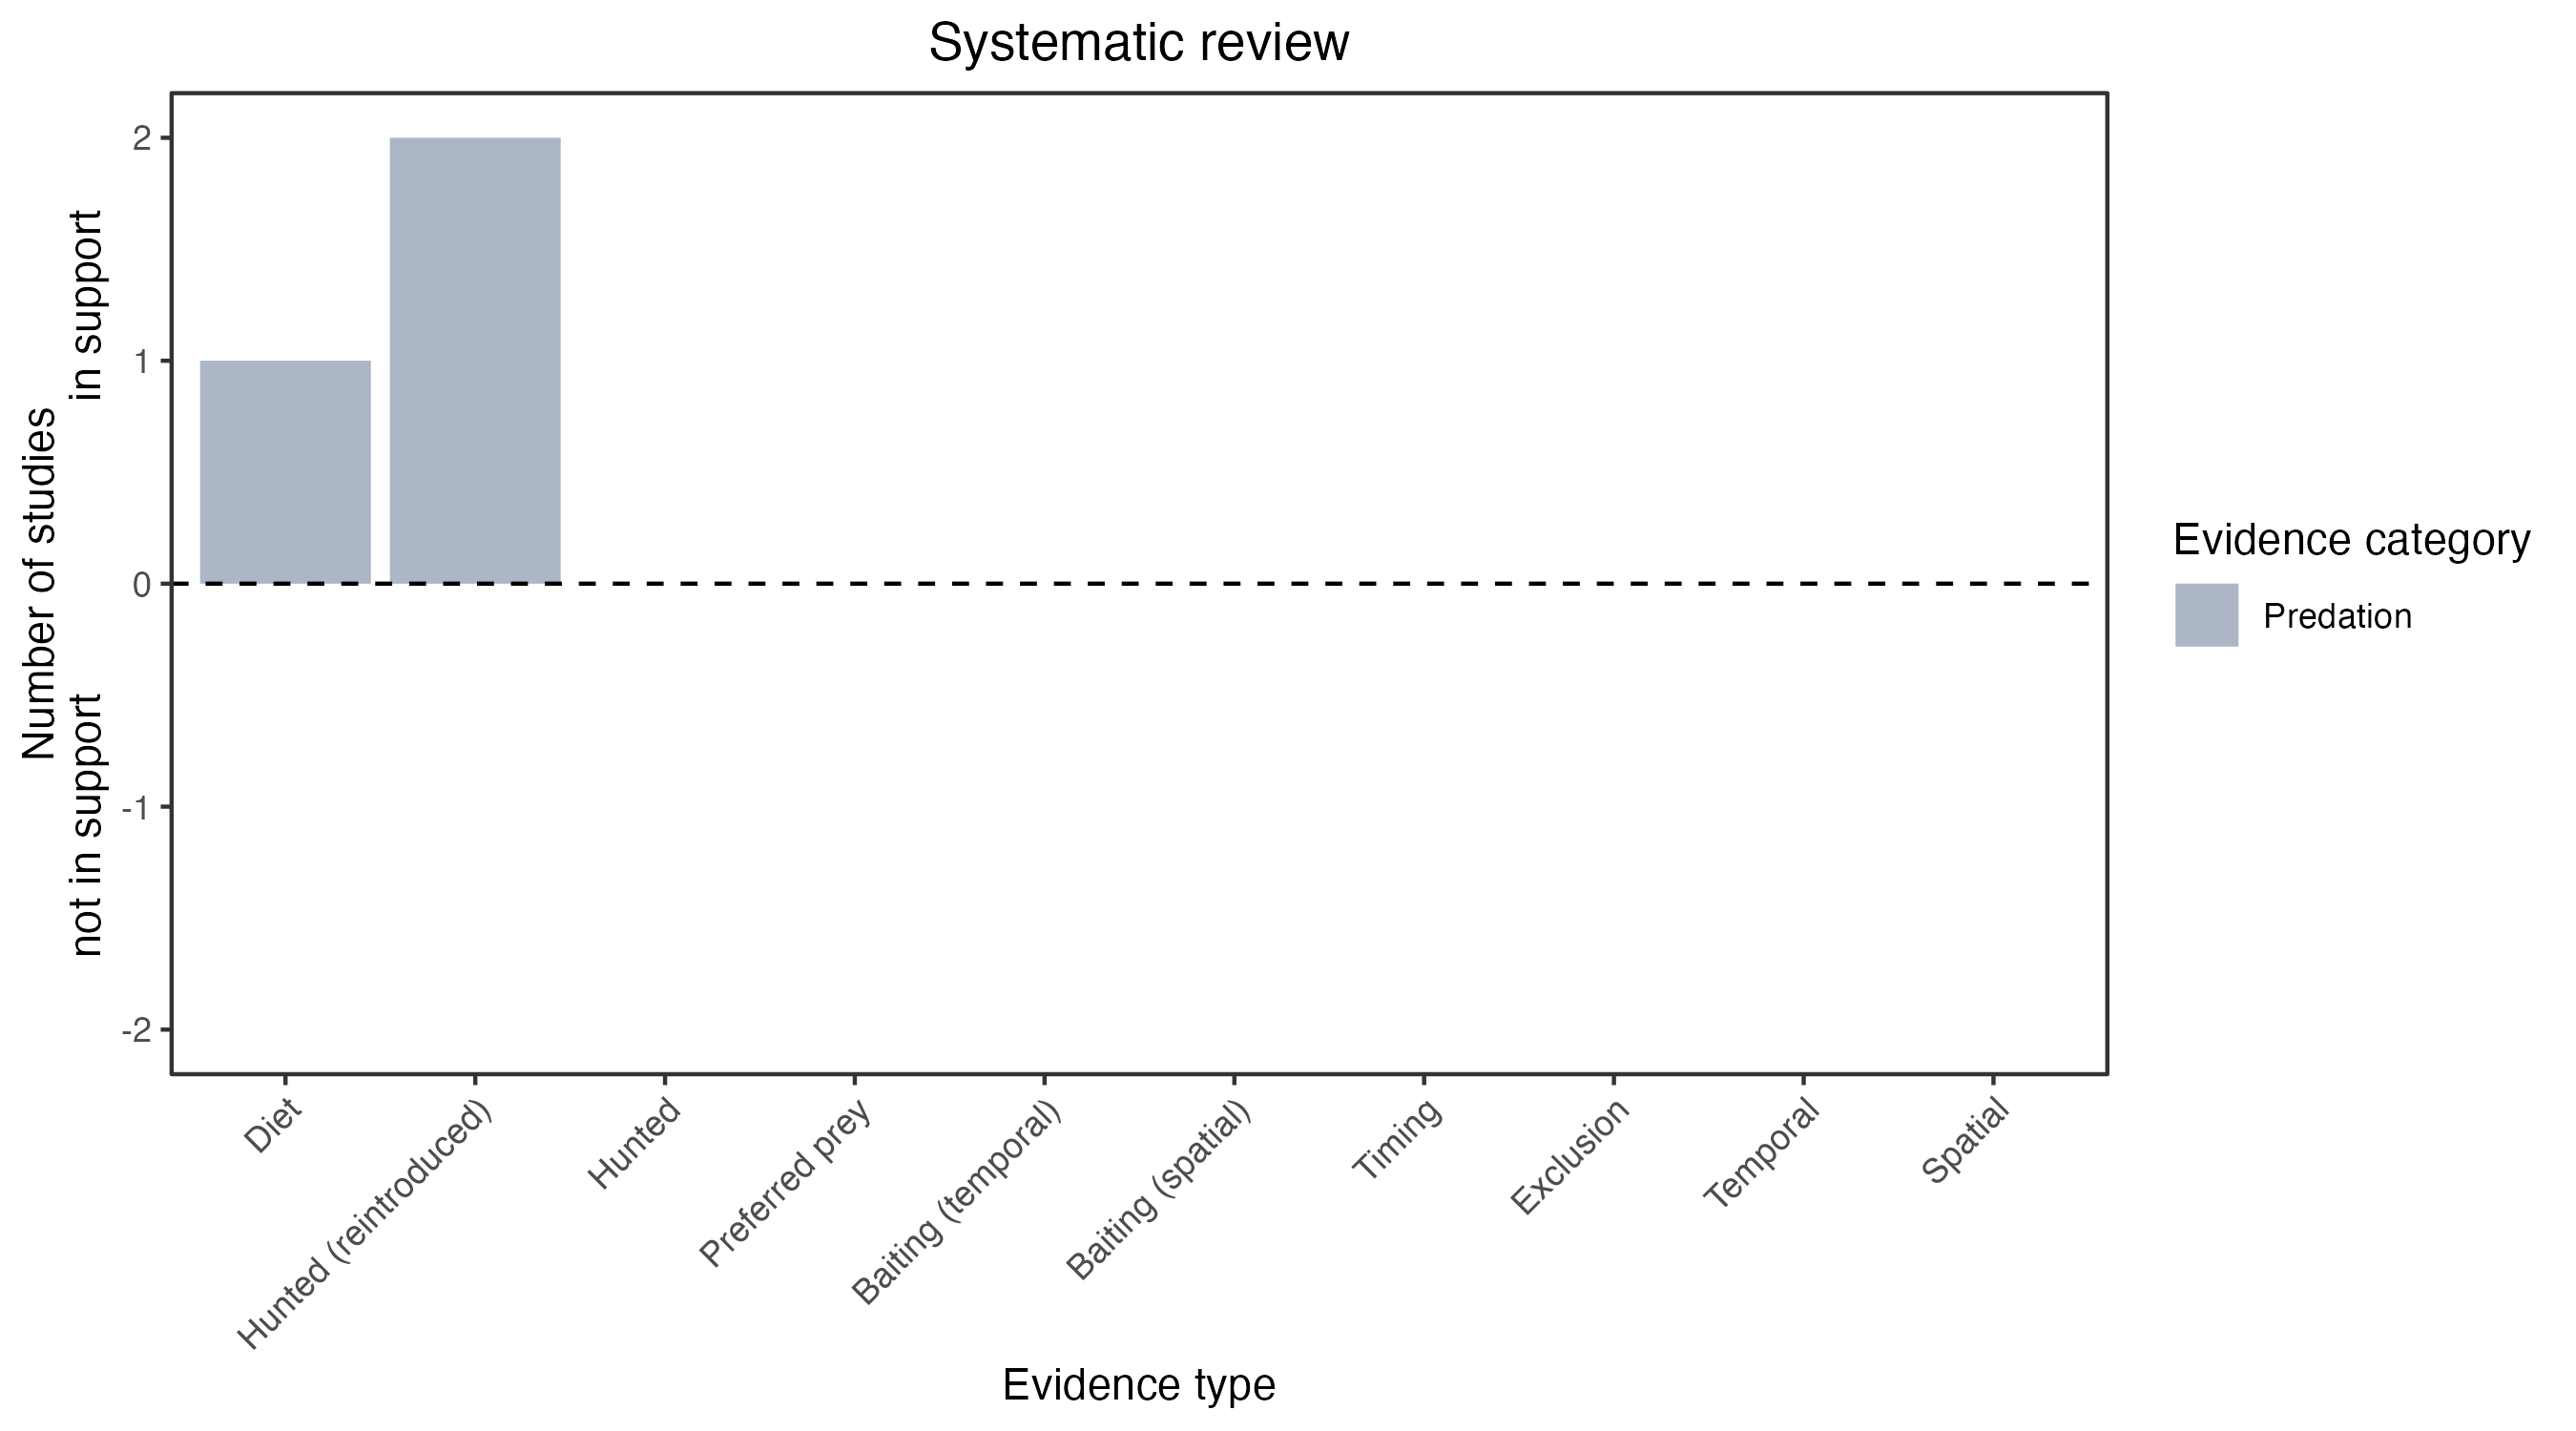 Systematic review
Number of studies
in support
not in support
2
1
0
-1
-2
Diet
Hunted (reintroduced)
Hunted
Preferred prey
Baiting (temporal)
Baiting (spatial)
Timing
Exclusion
Temporal
Spatial
Evidence type
Evidence category
Predation